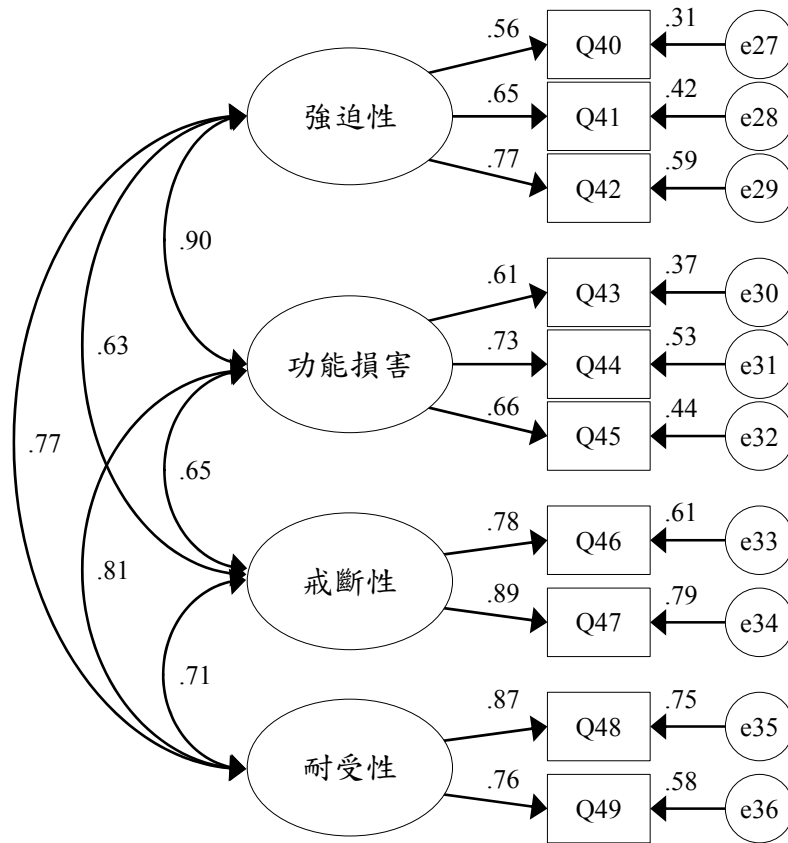 .56
Q40
.31
e27
強迫性
.65
Q41
.42
e28
.77
Q42
.59
e29
.90
.61
Q43
.37
e30
.63
功能損害
.73
Q44
.53
e31
.66
Q45
.44
e32
.77
.65
.78
Q46
.61
e33
.81
戒斷性
.89
Q47
.79
e34
.71
.87
Q48
.75
e35
耐受性
.76
Q49
.58
e36